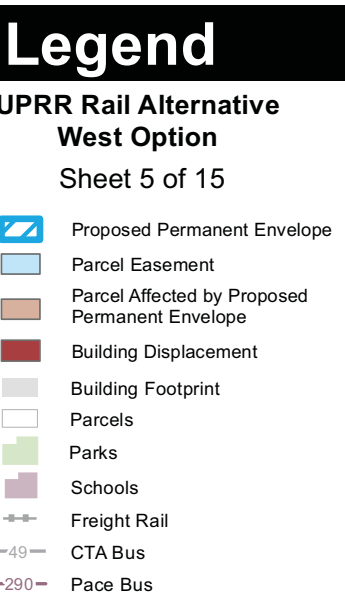 Legend
UPRR Rail Alternative
West Option
Sheet 5 of 15
Proposed Permanent Envelope
Parcel Easement
Parcel Affected by Proposed
Permanent Envelope
Building Displacement
Building Footprint
Parcels
Parks
Schools
Freight Rail
49 CTA Bus
290 Pace Bus